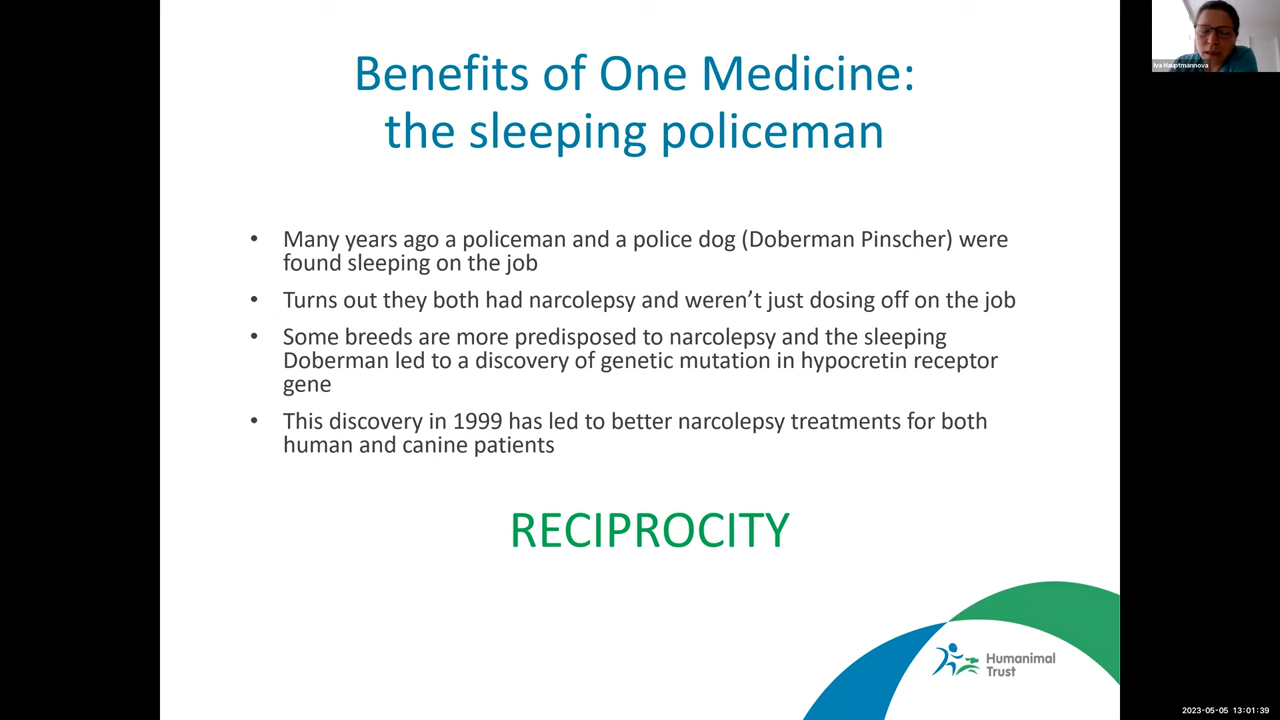 Benefits of One Medicine:
the sleeping policeman
Iva Hauptmannova
• Many years ago a policeman and a police dog (Doberman Pinscher) were
found sleeping on the job
• Turns out they both had narcolepsy and weren’t just dosing off on the job
• Some breeds are more predisposed to narcolepsy and the sleeping
Doberman led to a discovery of genetic mutation in hypocretin receptor
gene
• This discovery in 1999 has led to better narcolepsy treatments for both
human and canine patients
RECIPROCITY
Humanimal
Trust
2023-05-05 13:01:39